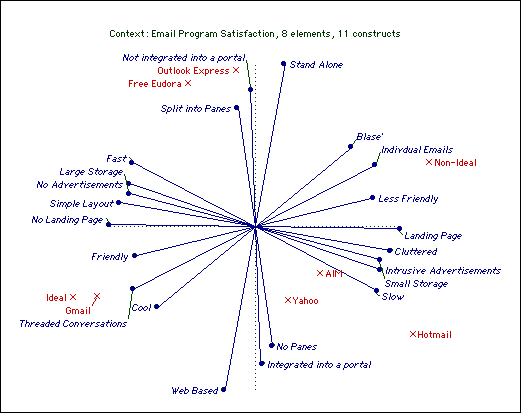 Context: Email Program Satisfaction, 8 elements, 11 constructs
Not integrated into a portal
Stand Alone
Outlook Express
Free Eudora
Split into Panes
Blase'
Indivdual Emails
Fast
Non-Ideal
Large Storage
No Advertisements
Simple Layout
Less Friendly
No Landing Page
Landing Page
Cluttered
Friendly
Intrusive Advertisements
AIM
Small Storage
Ideal
Slow
Yahoo
Gmail
Cool
Threaded Conversations
Hotmail
No Panes
Integrated into a portal
Web Based